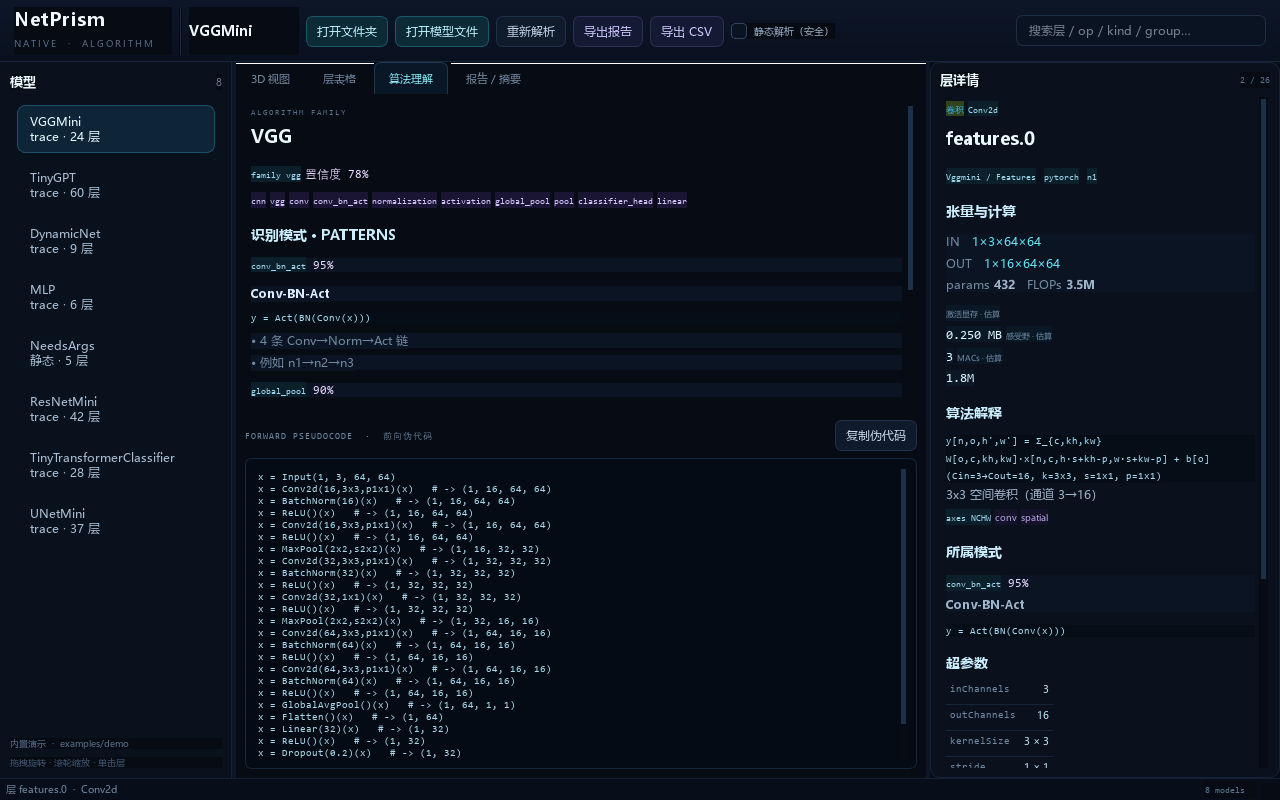 NetPrism
NATIVE · ALGORITHM
VGGMini
打开文件夹
打开模型文件
重新解析
导出报告
导出 CSV
静态解析（安全）
搜索层 / op / kind / group...
模型
8
VGGMini
trace · 24 层
TinyGPT
trace · 60 层
DynamicNet
trace · 9 层
MLP
trace · 6 层
NeedsArgs
静态 · 5 层
ResNetMini
trace · 42 层
TinyTransformerClassifier
trace · 28 层
UNetMini
trace · 37 层
内置演示 · examples/demo
拖拽旋转 · 滚轮缩放 · 单击层
3D 视图
层表格
算法理解
报告 / 摘要
ALGORITHM FAMILY
VGG
family vgg 置信度 78%
cnn vgg conv conv_bn_act normalization activation global_pool pool classifier_head linear
识别模式 • PATTERNS
conv_bn_act 95%
Conv-BN-Act
y = Act(BN(Conv(x)))
• 4 条 Conv→Norm→Act 链
• 例如 n1→n2→n3
global_pool 90%
FORWARD PSEUDOCODE · 前向伪代码
复制伪代码
x = Input(1, 3, 64, 64)
x = Conv2d(16,3x3,p1x1)(x)   # -> (1, 16, 64, 64)
x = BatchNorm(16)(x)   # -> (1, 16, 64, 64)
x = ReLU()(x)   # -> (1, 16, 64, 64)
x = Conv2d(16,3x3,p1x1)(x)   # -> (1, 16, 64, 64)
x = ReLU()(x)   # -> (1, 16, 64, 64)
x = MaxPool(2x2,s2x2)(x)   # -> (1, 16, 32, 32)
x = Conv2d(32,3x3,p1x1)(x)   # -> (1, 32, 32, 32)
x = BatchNorm(32)(x)   # -> (1, 32, 32, 32)
x = ReLU()(x)   # -> (1, 32, 32, 32)
x = Conv2d(32,1x1)(x)   # -> (1, 32, 32, 32)
x = ReLU()(x)   # -> (1, 32, 32, 32)
x = MaxPool(2x2,s2x2)(x)   # -> (1, 32, 16, 16)
x = Conv2d(64,3x3,p1x1)(x)   # -> (1, 64, 16, 16)
x = BatchNorm(64)(x)   # -> (1, 64, 16, 16)
x = ReLU()(x)   # -> (1, 64, 16, 16)
x = Conv2d(64,3x3,p1x1)(x)   # -> (1, 64, 16, 16)
x = BatchNorm(64)(x)   # -> (1, 64, 16, 16)
x = ReLU()(x)   # -> (1, 64, 16, 16)
x = GlobalAvgPool()(x)   # -> (1, 64, 1, 1)
x = Flatten()(x)   # -> (1, 64)
x = Linear(32)(x)   # -> (1, 32)
x = ReLU()(x)   # -> (1, 32)
x = Dropout(0.2)(x)   # -> (1, 32)
层详情
2 / 26
卷积 Conv2d
features.0
Vggmini / Features pytorch n1
张量与计算
IN 1×3×64×64
OUT 1×16×64×64
params 432 FLOPs 3.5M
激活显存 · 估算
0.250 MB 感受野 · 估算
3 MACs · 估算
1.8M
算法解释
y[n,o,h',w'] = Σ_{c,kh,kw}
W[o,c,kh,kw]·x[n,c,h·s+kh-p,w·s+kw-p] + b[o]
(Cin=3→Cout=16, k=3x3, s=1x1, p=1x1)
3x3 空间卷积（通道 3→16）
axes NCHW conv spatial
所属模式
conv_bn_act 95%
Conv-BN-Act
y = Act(BN(Conv(x)))
超参数
inChannels 3
outChannels 16
kernelSize 3 × 3
stride 1 × 1
层 features.0 · Conv2d
8 models